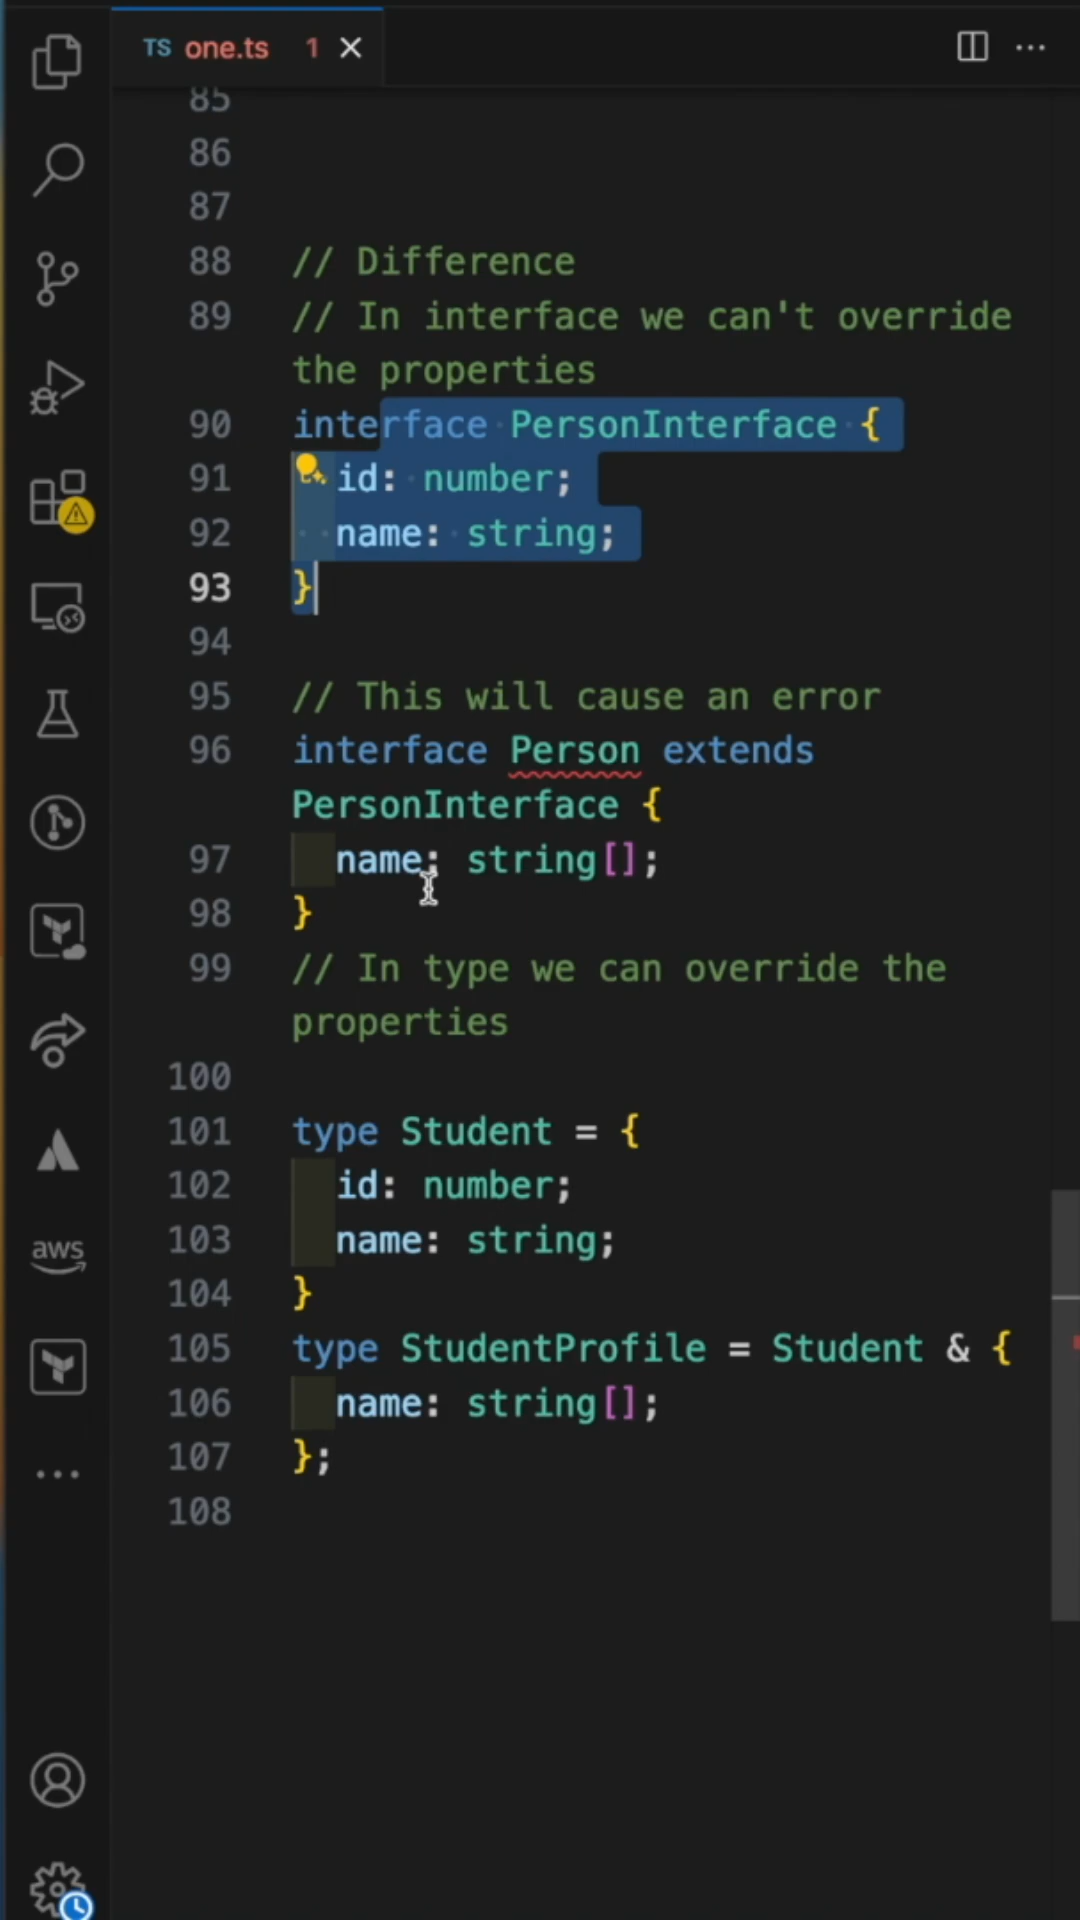 TS one.ts 1
85
86
87
88 // Difference
89 // In interface we can't override
the properties
90 interface PersonInterface {
91 id: number;
92 name: string;
93 }
94
95 // This will cause an error
96 interface Person extends
PersonInterface {
97 name: string[];
98 }
99 // In type we can override the
properties
100
101 type Student = {
102 id: number;
103 name: string;
104 }
105 type StudentProfile = Student & {
106 name: string[];
107 };
108
aws